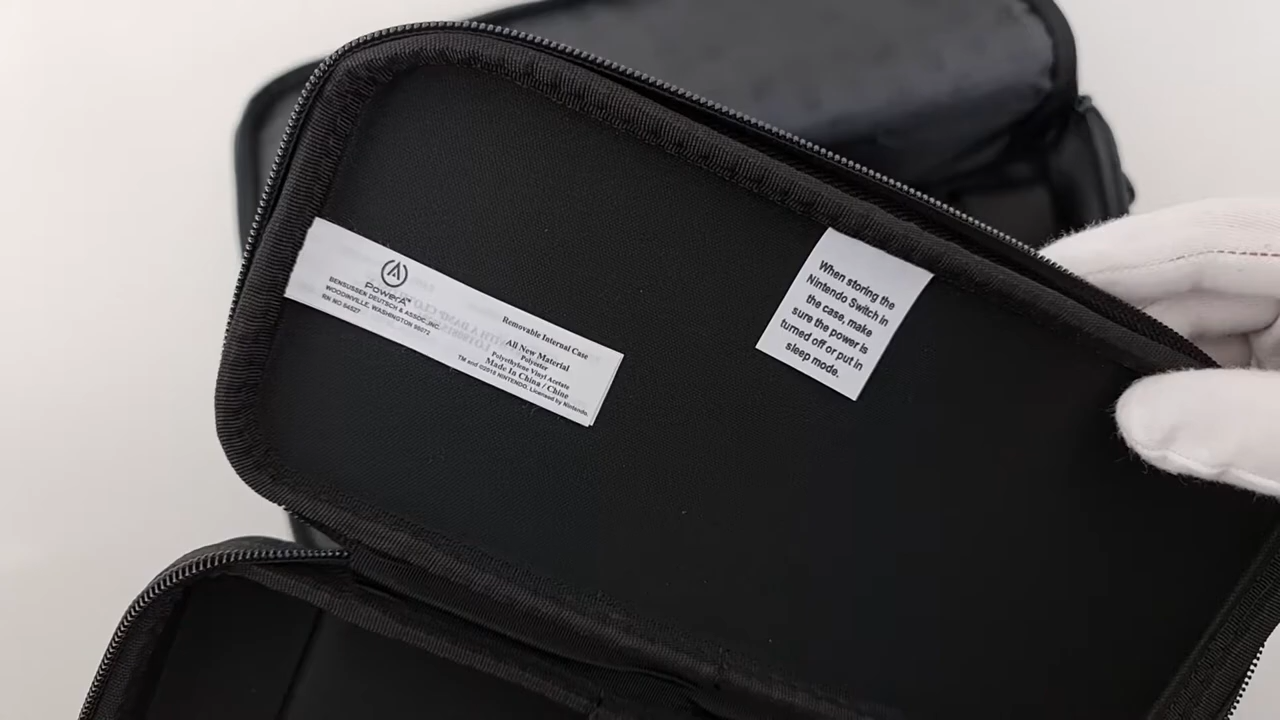 PowerA™
BENSUSSEN DEUTSCH & ASSOC., INC.
WOODINVILLE, WASHINGTON 98072
RN NO 94527
Removable Internal Case
All New Material
Polyester
Polyethylene Vinyl Acetate
Made In China / Chine
TM and ©2018 NINTENDO. Licensed by Nintendo.
When storing the
Nintendo Switch in
the case, make
sure the power is
turned off or put in
sleep mode.